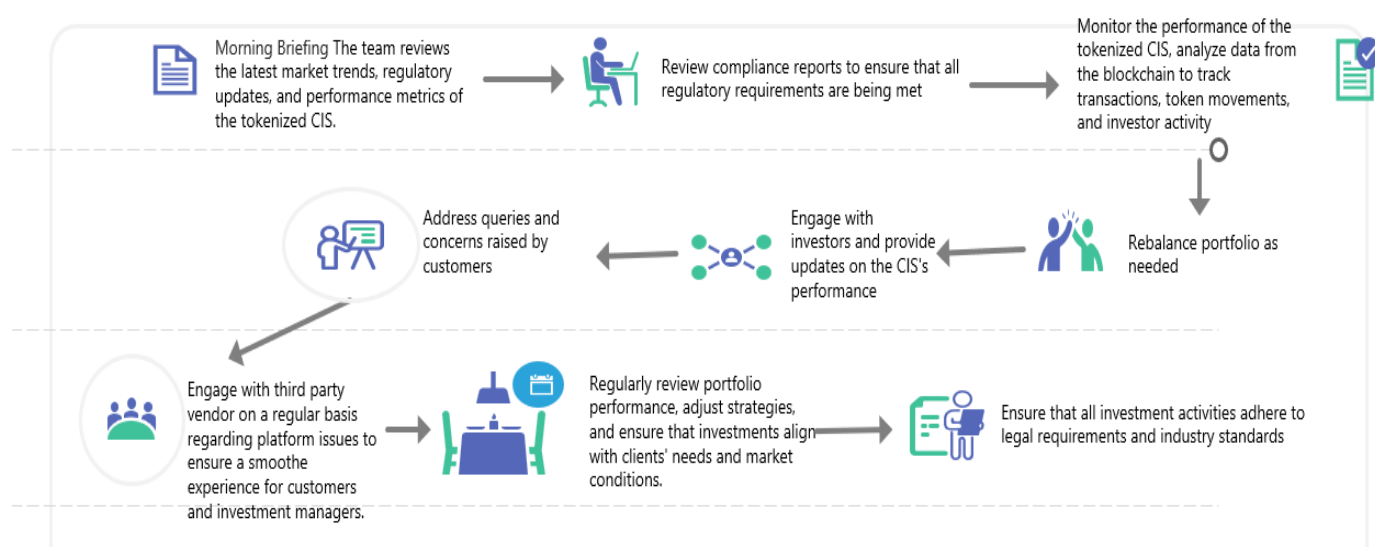 Morning Briefing The team reviews
the latest market trends, regulatory
updates, and performance metrics of
the tokenized CIS.
Review compliance reports to ensure that all
regulatory requirements are being met
Monitor the performance of the
tokenized CIS, analyze data from
the blockchain to track
transactions, token movements,
and investor activity
Rebalance portfolio as
needed
Engage with
investors and provide
updates on the CIS's
performance
Address queries and
concerns raised by
customers
Engage with third party
vendor on a regular basis
regarding platform issues to
ensure a smoothe
experience for customers
and investment managers.
Regularly review portfolio
performance, adjust strategies,
and ensure that investments align
with clients' needs and market
conditions.
Ensure that all investment activities adhere to
legal requirements and industry standards